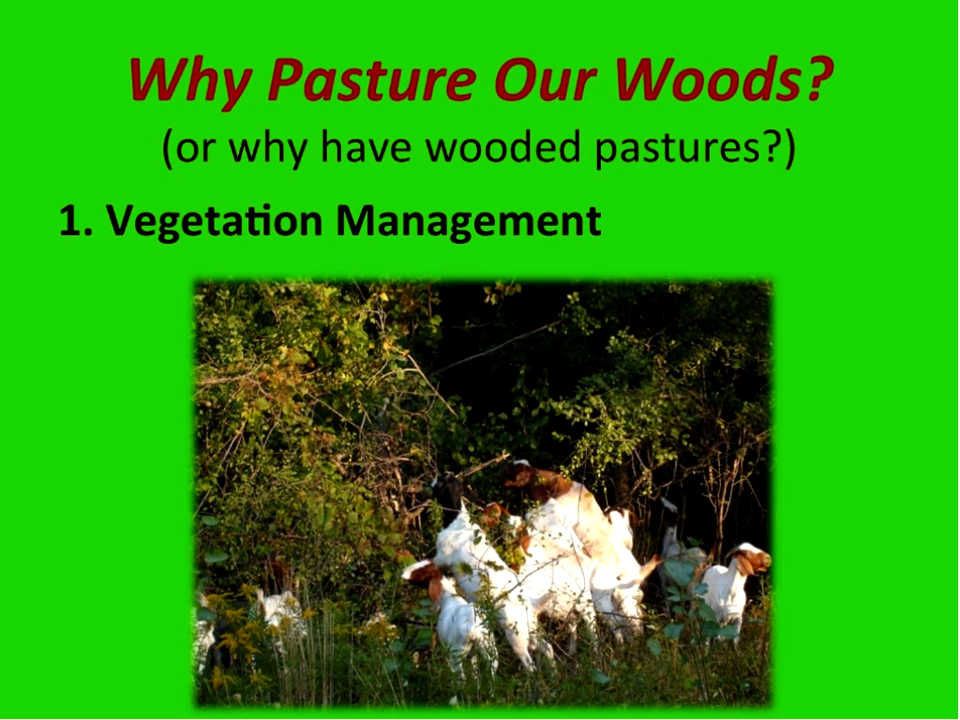 Why Pasture Our Woods?
(or why have wooded pastures?)
1. Vegetation Management